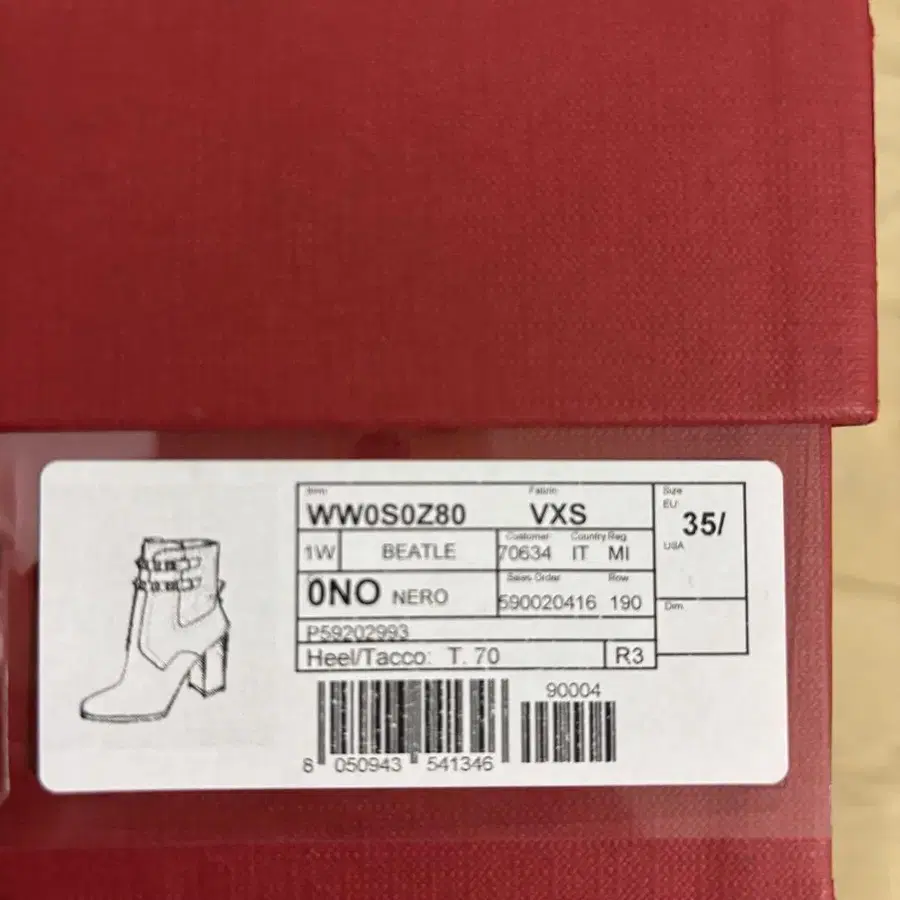 Item Fabric
WW0S0Z80 VXS
1W BEATLE
Customer Country Reg
70634 IT MI
0NO NERO
Sales Order Row
590020416 190
P59202993
Heel/Tacco: T. 70 R3
Size
EU
35/
USA
Dim
8 050943 541346
90004